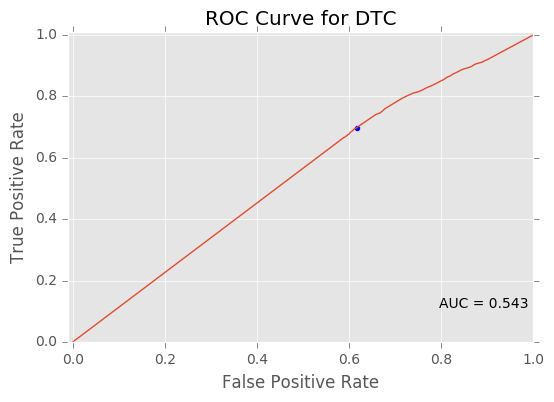 ROC Curve for DTC
1.0
0.8
0.6
0.4
0.2
0.0
True Positive Rate
AUC = 0.543
0.0 0.2 0.4 0.6 0.8 1.0
False Positive Rate